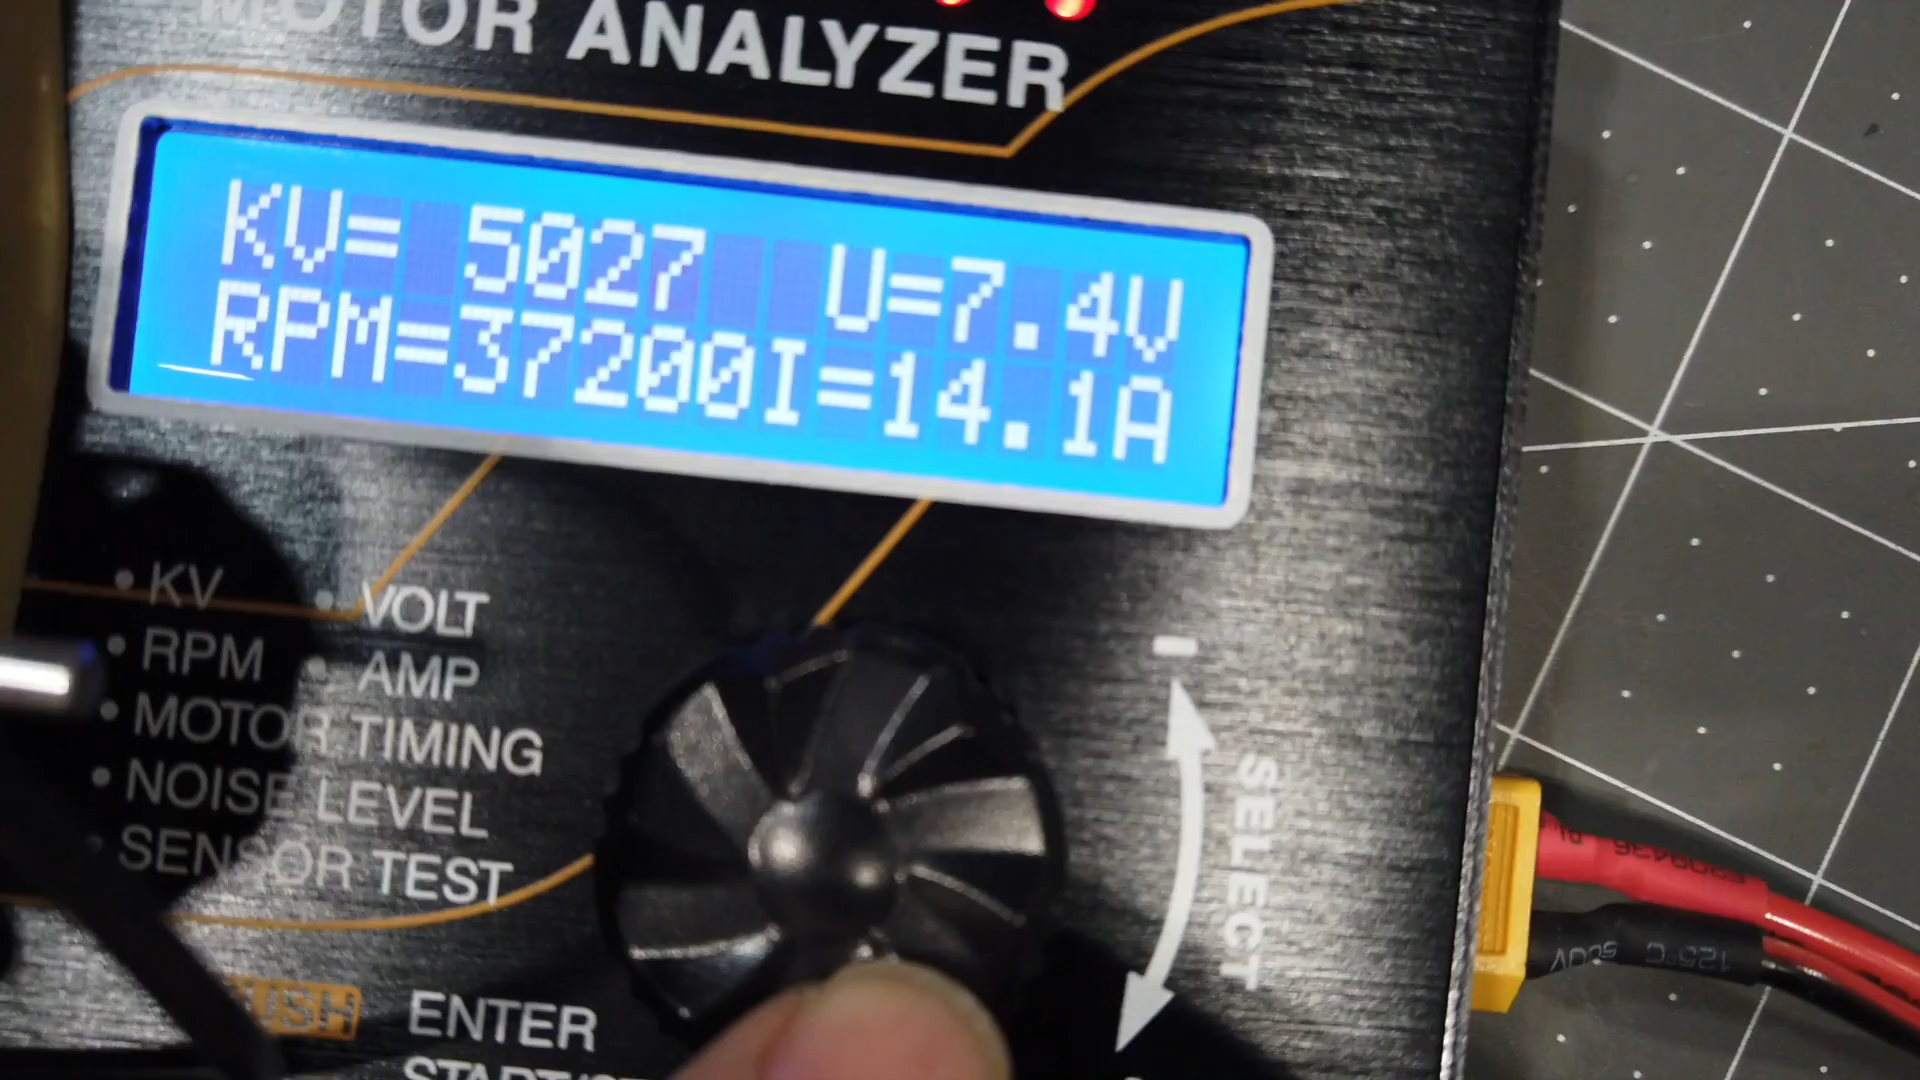 MOTOR ANALYZER
KV= 5027 U=7.4V
RPM=37200I=14.1A
• KV • VOLT
• RPM • AMP
• MOTOR TIMING
• NOISE LEVEL
• SENSOR TEST
SELECT
ENTER
125°C